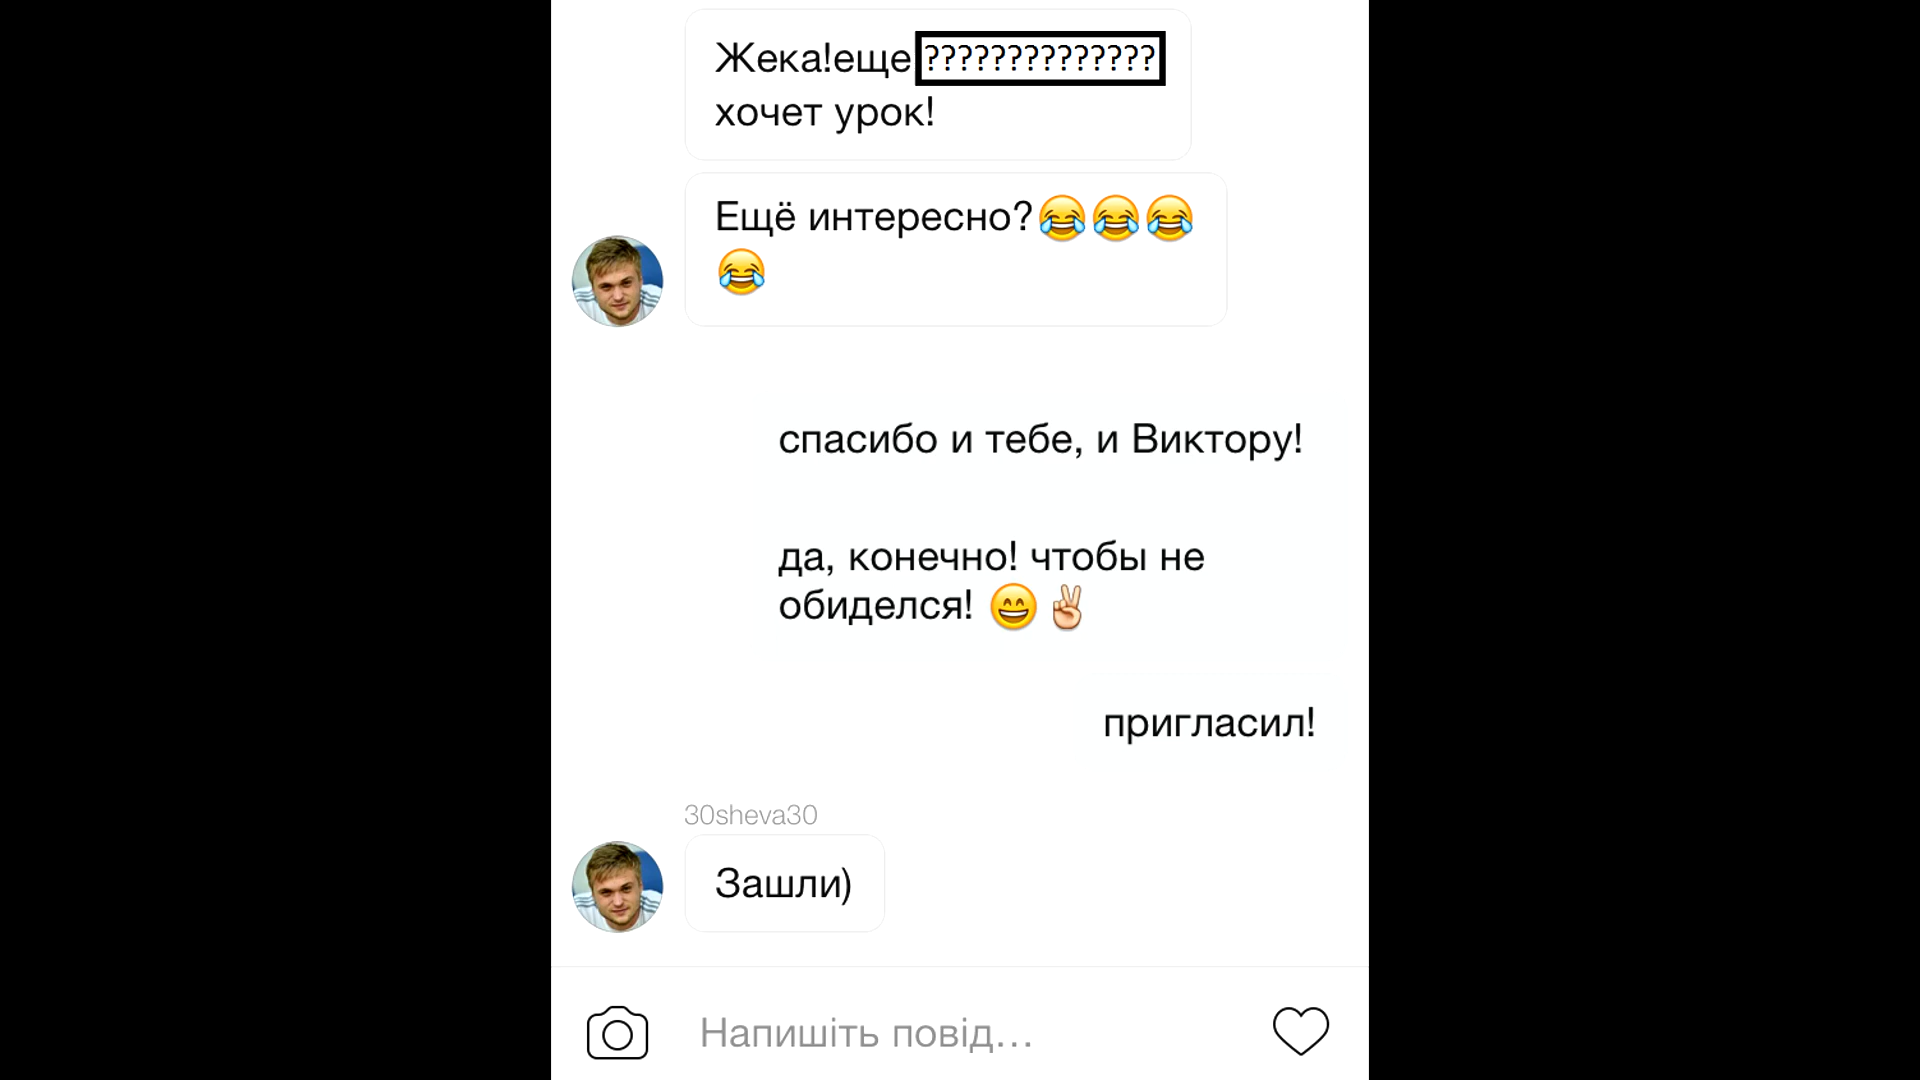 Жека!еще ??????????????
хочет урок!
Ещё интересно?😂😂😂
😂
спасибо и тебе, и Виктору!
да, конечно! чтобы не
обиделся! 😄✌🏻
пригласил!
30sheva30
Зашли)
Напишіть повід...